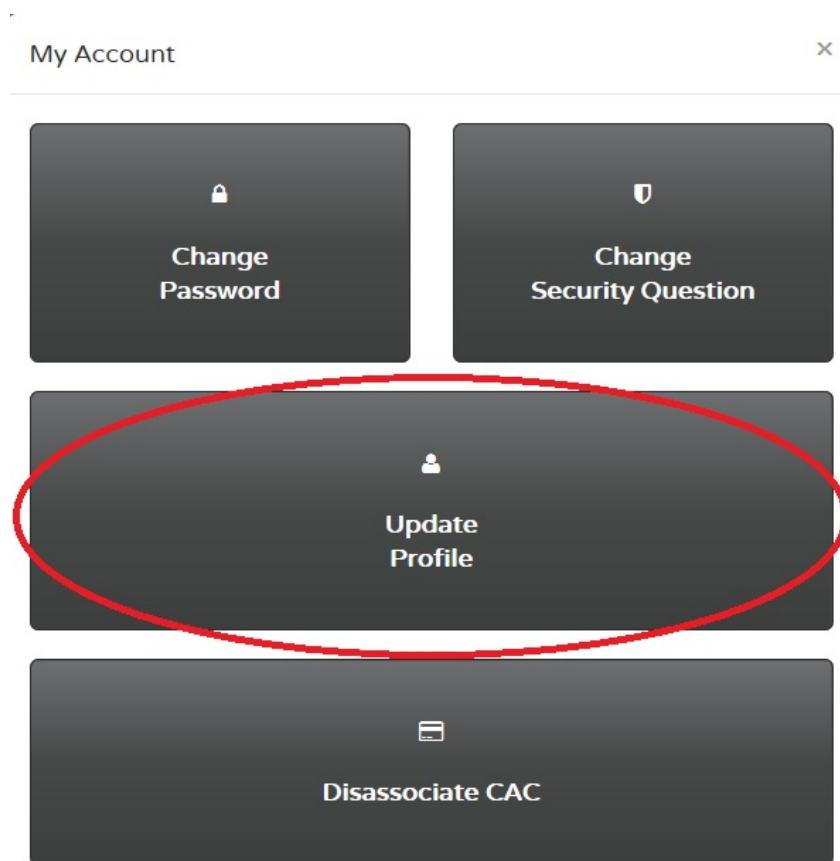 My Account
×
Change
Password
Change
Security Question
Update
Profile
Disassociate CAC